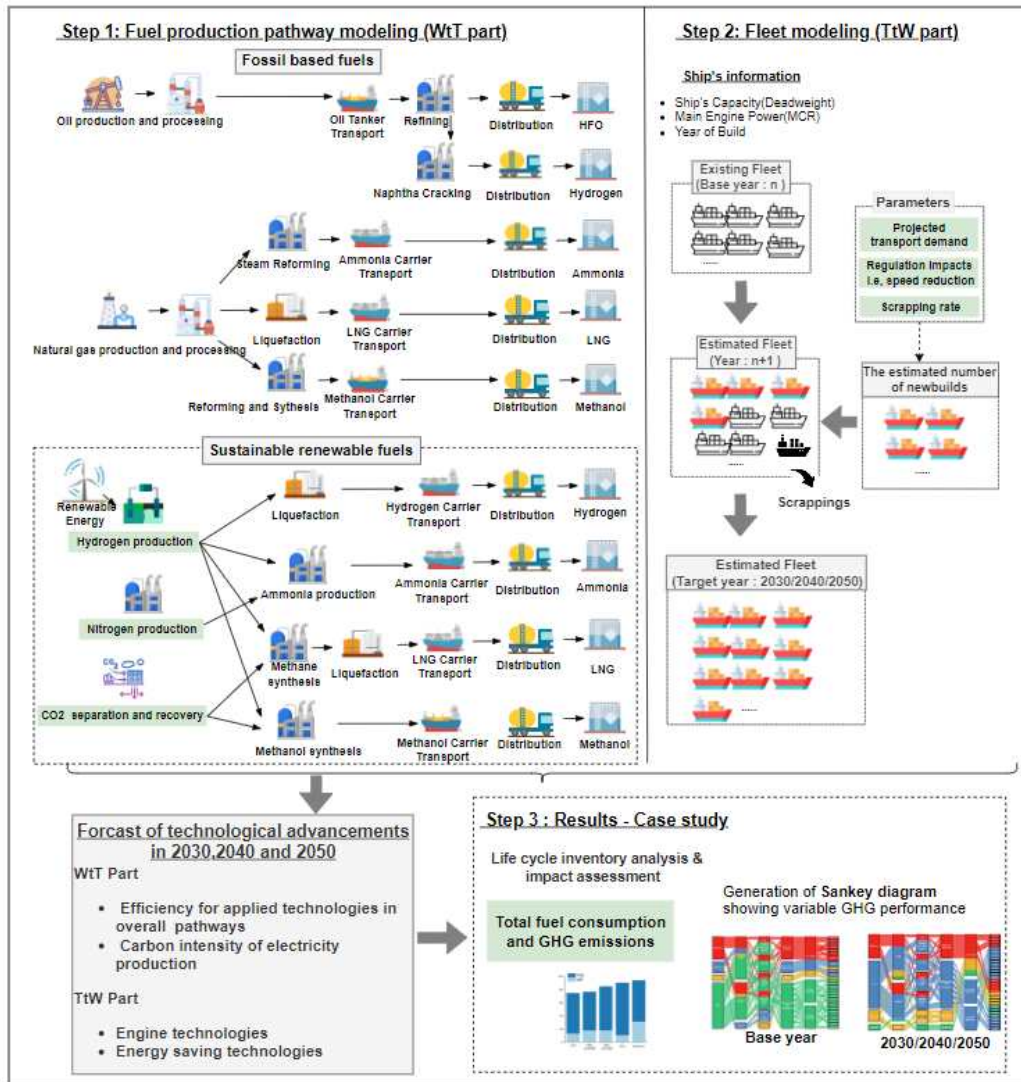 Step 1: Fuel production pathway modeling (WtT part)
Fossil based fuels
Oil production and processing
Oil Tanker
Transport
Refining
Distribution
HFO
Naphtha Cracking
Distribution
Hydrogen
Steam Reforming
Ammonia Carrier
Transport
Distribution
Ammonia
Natural gas production and processing
Liquefaction
LNG Carrier
Transport
Distribution
LNG
Reforming and Sythesis
Methanol Carrier
Transport
Distribution
Methanol
Sustainable renewable fuels
Renewable
Energy
Hydrogen production
Liquefaction
Hydrogen Carrier
Transport
Distribution
Hydrogen
Nitrogen production
Ammonia production
Ammonia Carrier
Transport
Distribution
Ammonia
Methane
synthesis
Liquefaction
LNG Carrier
Transport
Distribution
LNG
CO2
CO2 separation and recovery
Methanol synthesis
Methanol Carrier
Transport
Distribution
Methanol
Step 2: Fleet modeling (TtW part)
Ship's information
• Ship's Capacity(Deadweight)
• Main Engine Power(MCR)
• Year of Build
Existing Fleet
(Base year : n )
......
Parameters
Projected
transport demand
Regulation Impacts
i.e, speed reduction
Scrapping rate
Estimated Fleet
(Year : n+1 )
......
Scrappings
The estimated number
of newbuilds
.....
Estimated Fleet
(Target year : 2030/2040/2050)
.....
Forcast of technological advancements
in 2030,2040 and 2050
WtT Part
• Efficiency for applied technologies in
overall pathways
• Carbon intensity of electricity
production
TtW Part
• Engine technologies
• Energy saving technologies
Step 3 : Results - Case study
Life cycle inventory analysis &
impact assessment
Total fuel consumption
and GHG emissions
Generation of Sankey diagram
showing variable GHG performance
Base year
2030/2040/2050